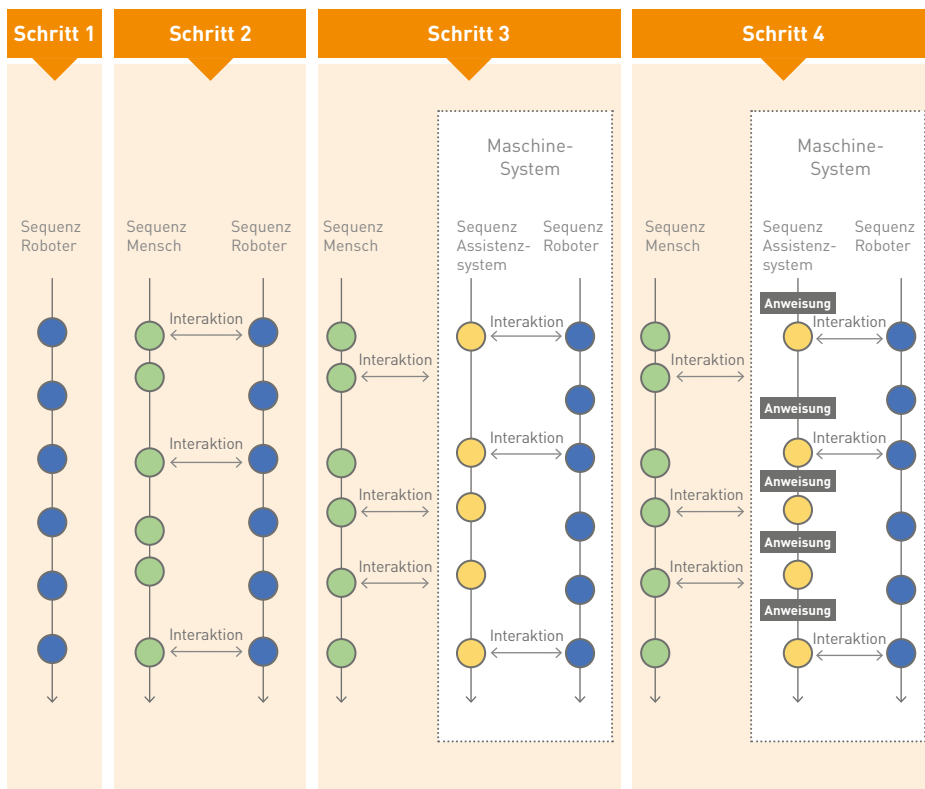 Schritt 1
Schritt 2
Schritt 3
Schritt 4
Sequenz
Roboter
Sequenz
Mensch
Sequenz
Roboter
Interaktion
Interaktion
Interaktion
Sequenz
Mensch
Interaktion
Interaktion
Interaktion
Maschine-
System
Sequenz
Assistenz-
system
Sequenz
Roboter
Interaktion
Interaktion
Interaktion
Sequenz
Mensch
Interaktion
Interaktion
Interaktion
Maschine-
System
Sequenz
Assistenz-
system
Sequenz
Roboter
Anweisung
Interaktion
Anweisung
Interaktion
Anweisung
Anweisung
Anweisung
Interaktion